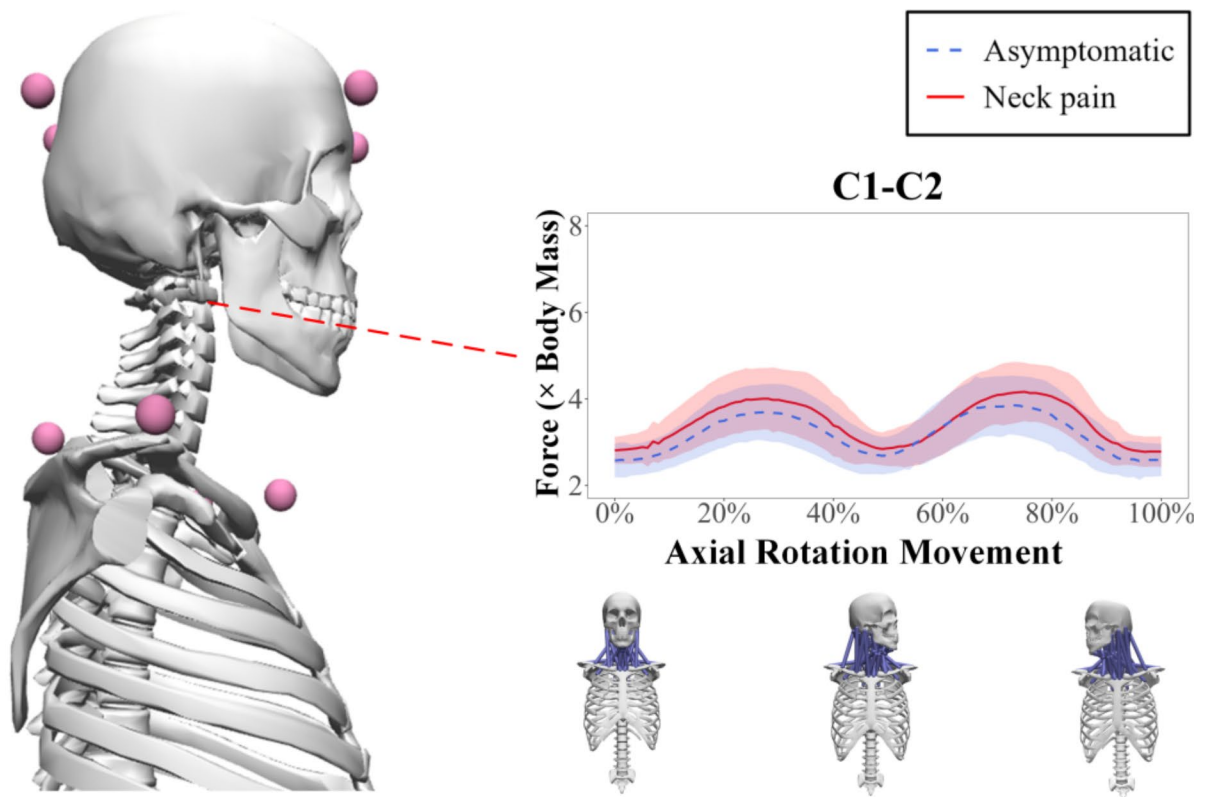 Asymptomatic
Neck pain
C1-C2
Force (× Body Mass)
8
6
4
2
0% 20% 40% 60% 80% 100%
Axial Rotation Movement